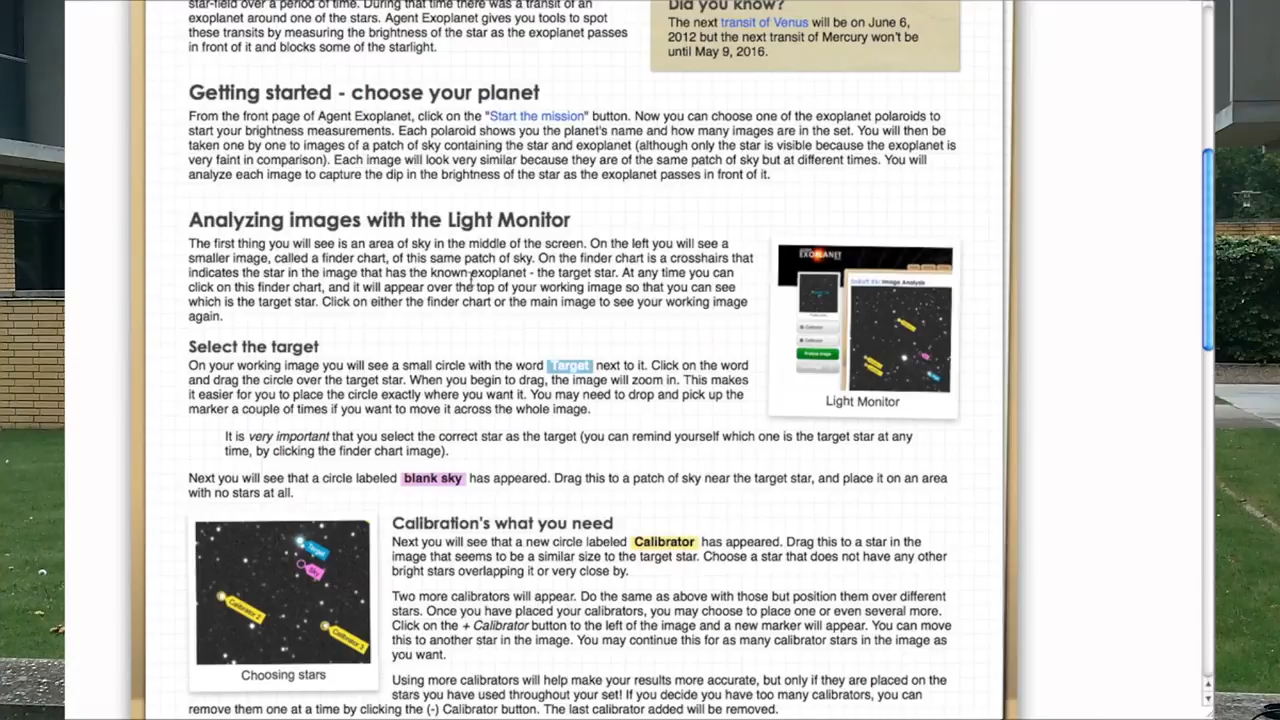 star-field over a period of time. During that time there was a transit of an
exoplanet around one of the stars. Agent Exoplanet gives you tools to spot
these transits by measuring the brightness of the star as the exoplanet passes
in front of it and blocks some of the starlight.
Did you know?
The next transit of Venus will be on June 6,
2012 but the next transit of Mercury won't be
until May 9, 2016.
Getting started - choose your planet
From the front page of Agent Exoplanet, click on the "Start the mission" button. Now you can choose one of the exoplanet polaroids to
start your brightness measurements. Each polaroid shows you the planet's name and how many images are in the set. You will then be
taken one by one to images of a patch of sky containing the star and exoplanet (although only the star is visible because the exoplanet is
very faint in comparison). Each image will look very similar because they are of the same patch of sky but at different times. You will
analyze each image to capture the dip in the brightness of the star as the exoplanet passes in front of it.
Analyzing images with the Light Monitor
The first thing you will see is an area of sky in the middle of the screen. On the left you will see a
smaller image, called a finder chart, of this same patch of sky. On the finder chart is a crosshairs that
indicates the star in the image that has the known exoplanet - the target star. At any time you can
click on this finder chart, and it will appear over the top of your working image so that you can see
which is the target star. Click on either the finder chart or the main image to see your working image
again.
EXOPLANET
Image Analysis
Light Monitor
Select the target
On your working image you will see a small circle with the word Target next to it. Click on the word
and drag the circle over the target star. When you begin to drag, the image will zoom in. This makes
it easier for you to place the circle exactly where you want it. You may need to drop and pick up the
marker a couple of times if you want to move it across the whole image.
It is very important that you select the correct star as the target (you can remind yourself which one is the target star at any
time, by clicking the finder chart image).
Next you will see that a circle labeled blank sky has appeared. Drag this to a patch of sky near the target star, and place it on an area
with no stars at all.
Target
Sky
Calibrator 2
Calibrator 3
Choosing stars
Calibration's what you need
Next you will see that a new circle labeled Calibrator has appeared. Drag this to a star in the
image that seems to be a similar size to the target star. Choose a star that does not have any other
bright stars overlapping it or very close by.
Two more calibrators will appear. Do the same as above with those but position them over different
stars. Once you have placed your calibrators, you may choose to place one or even several more.
Click on the + Calibrator button to the left of the image and a new marker will appear. You can move
this to another star in the image. You may continue this for as many calibrator stars in the image as
you want.
Using more calibrators will help make your results more accurate, but only if they are placed on the
stars you have used throughout your set! If you decide you have too many calibrators, you can
remove them one at a time by clicking the (-) Calibrator button. The last calibrator added will be removed.